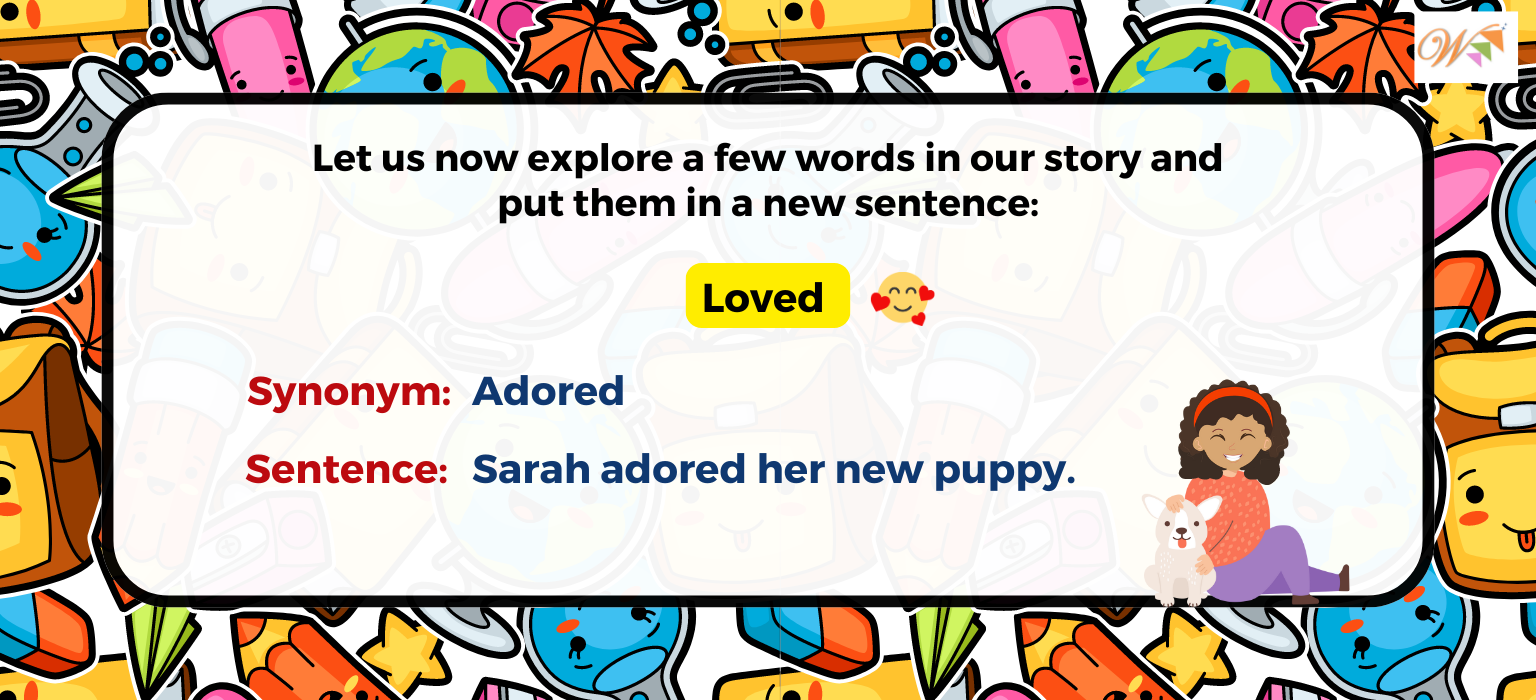 W
Let us now explore a few words in our story and
put them in a new sentence:
Loved
Synonym: Adored
Sentence: Sarah adored her new puppy.